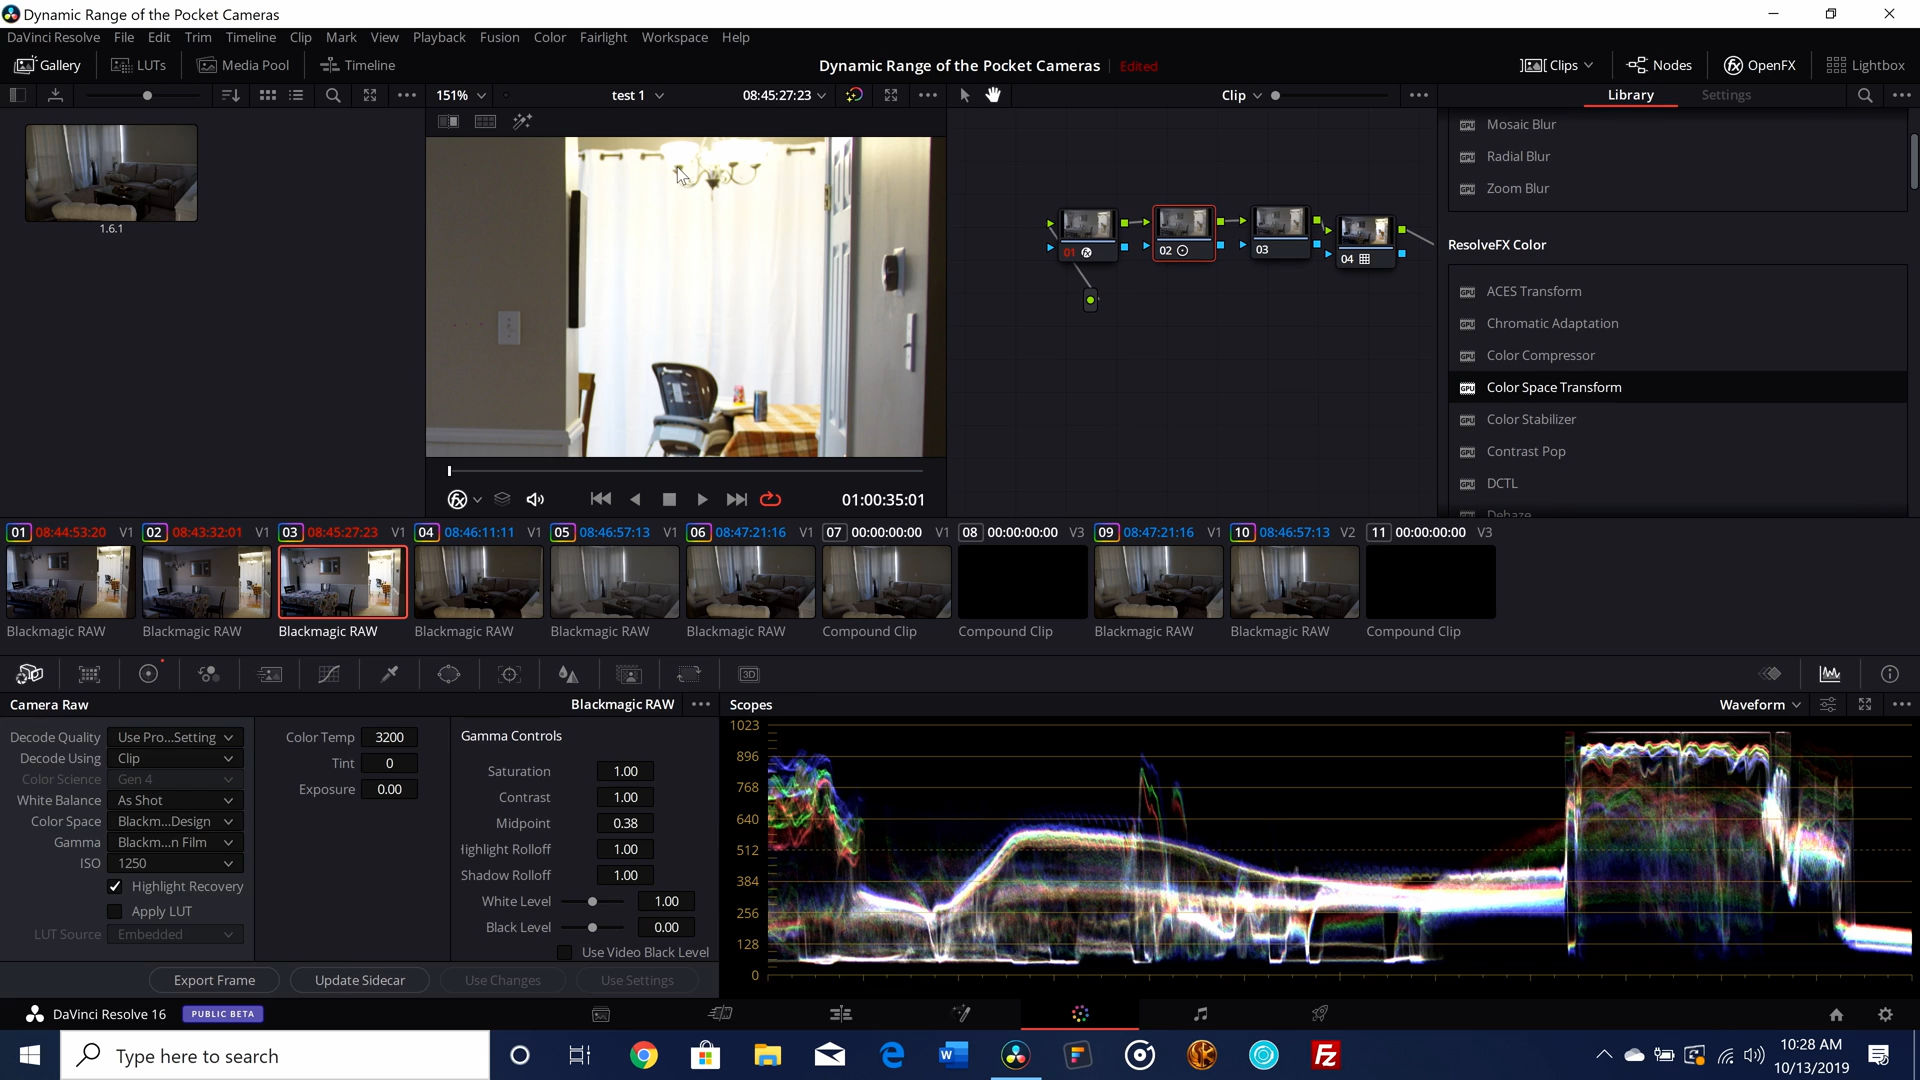 Dynamic Range of the Pocket Cameras
DaVinci Resolve File Edit Trim Timeline Clip Mark View Playback Fusion Color Fairlight Workspace Help
Gallery LUTs Media Pool Timeline Dynamic Range of the Pocket Cameras Edited Clips Nodes OpenFX Lightbox
151% test 1 08:45:27:23 Clip Library Settings
Mosaic Blur
Radial Blur
Zoom Blur
1.6.1
01 02 03 04
ResolveFX Color
ACES Transform
Chromatic Adaptation
Color Compressor
Color Space Transform
Color Stabilizer
Contrast Pop
DCTL
Dehaze
01:00:35:01
01 08:44:53:20 V1 02 08:43:32:01 V1 03 08:45:27:23 V1 04 08:46:11:11 V1 05 08:46:57:13 V1 06 08:47:21:16 V1 07 00:00:00:00 V1 08 00:00:00:00 V3 09 08:47:21:16 V1 10 08:46:57:13 V2 11 00:00:00:00 V3
Blackmagic RAW Blackmagic RAW Blackmagic RAW Blackmagic RAW Blackmagic RAW Blackmagic RAW Compound Clip Compound Clip Blackmagic RAW Blackmagic RAW Compound Clip
3D
Camera Raw Blackmagic RAW Scopes Waveform
Decode Quality Use Pro...Setting
Decode Using Clip
Color Science Gen 4
White Balance As Shot
Color Space Blackm...Design
Gamma Blackm...n Film
ISO 1250
Highlight Recovery
Apply LUT
LUT Source Embedded
Color Temp 3200
Tint 0
Exposure 0.00
Gamma Controls
Saturation 1.00
Contrast 1.00
Midpoint 0.38
Highlight Rolloff 1.00
Shadow Rolloff 1.00
White Level 1.00
Black Level 0.00
Use Video Black Level
1023
896
768
640
512
384
256
128
0
Export Frame Update Sidecar Use Changes Use Settings
DaVinci Resolve 16 PUBLIC BETA
Type here to search
10:28 AM
10/13/2019